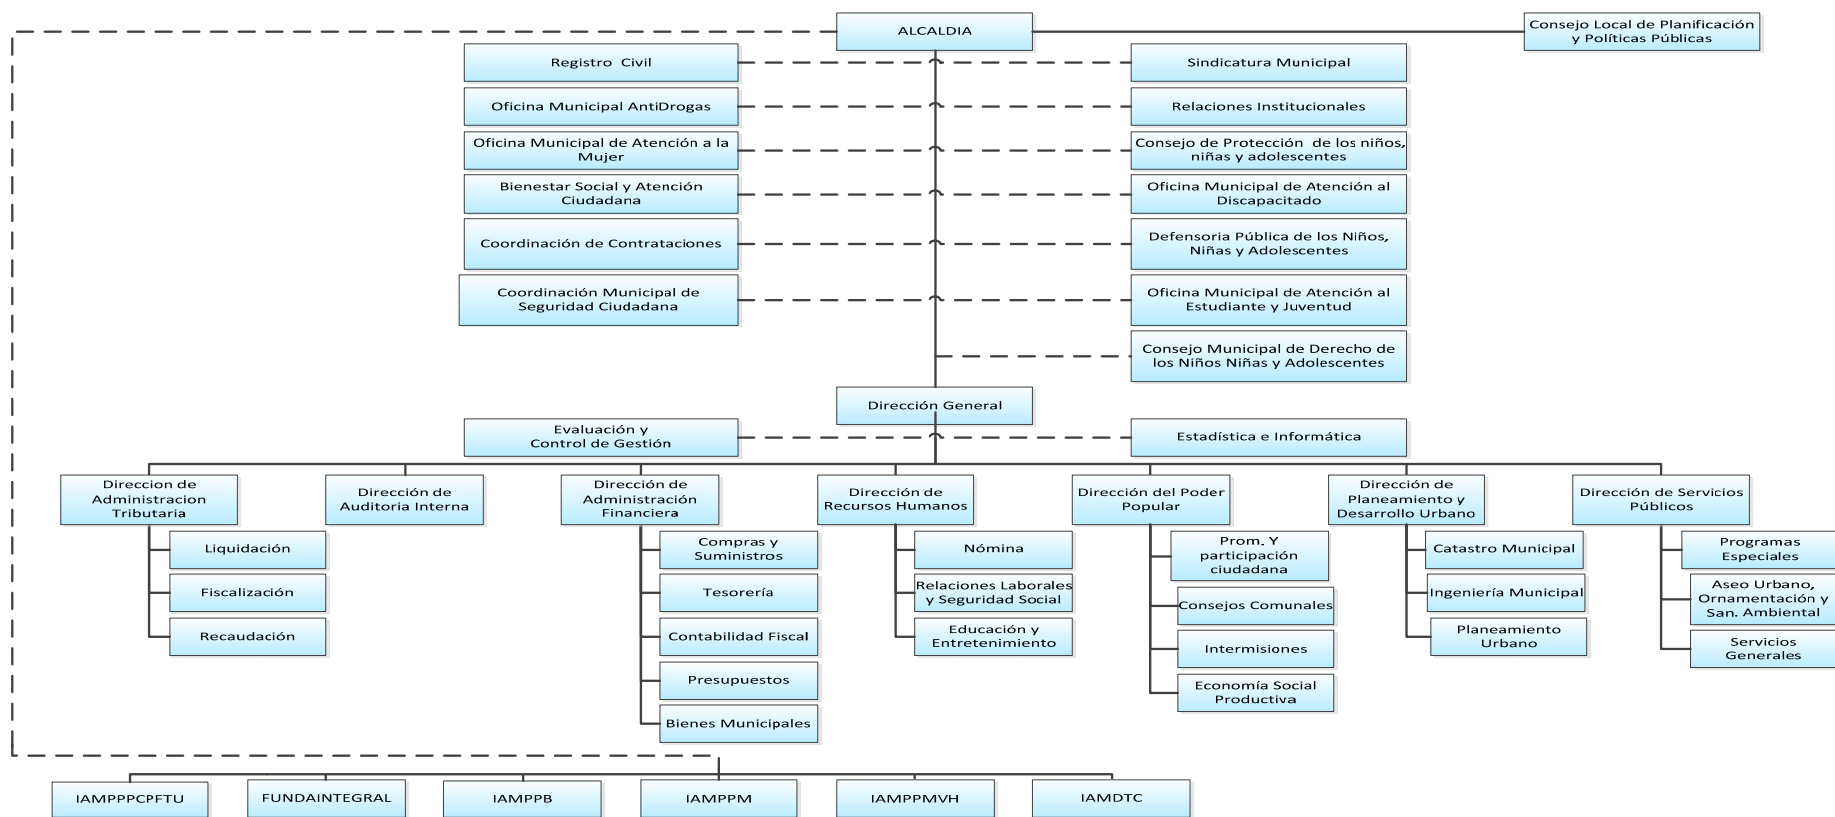 ALCALDIA
Consejo Local de Planificación
y Políticas Públicas
Registro Civil
Sindicatura Municipal
Oficina Municipal AntiDrogas
Relaciones Institucionales
Oficina Municipal de Atención a la
Mujer
Consejo de Protección de los niños,
niñas y adolescentes
Bienestar Social y Atención
Ciudadana
Oficina Municipal de Atención al
Discapacitado
Coordinación de Contrataciones
Defensoria Pública de los Niños,
Niñas y Adolescentes
Coordinación Municipal de
Seguridad Ciudadana
Oficina Municipal de Atención al
Estudiante y Juventud
Consejo Municipal de Derecho de
los Niños Niñas y Adolescentes
Dirección General
Evaluación y
Control de Gestión
Estadística e Informática
Direccion de
Administracion
Tributaria
Dirección de
Auditoria Interna
Dirección de
Administración
Financiera
Dirección de
Recursos Humanos
Dirección del Poder
Popular
Dirección de
Planeamiento y
Desarrollo Urbano
Dirección de Servicios
Públicos
Liquidación
Fiscalización
Recaudación
Compras y
Suministros
Tesorería
Contabilidad Fiscal
Presupuestos
Bienes Municipales
Nómina
Relaciones Laborales
y Seguridad Social
Educación y
Entretenimiento
Prom. Y
participación
ciudadana
Consejos Comunales
Intermisiones
Economía Social
Productiva
Catastro Municipal
Ingeniería Municipal
Planeamiento
Urbano
Programas
Especiales
Aseo Urbano,
Ornamentación y
San. Ambiental
Servicios
Generales
IAMPPPCPFTU
FUNDAINTEGRAL
IAMPPB
IAMPPM
IAMPPMVH
IAMDTC